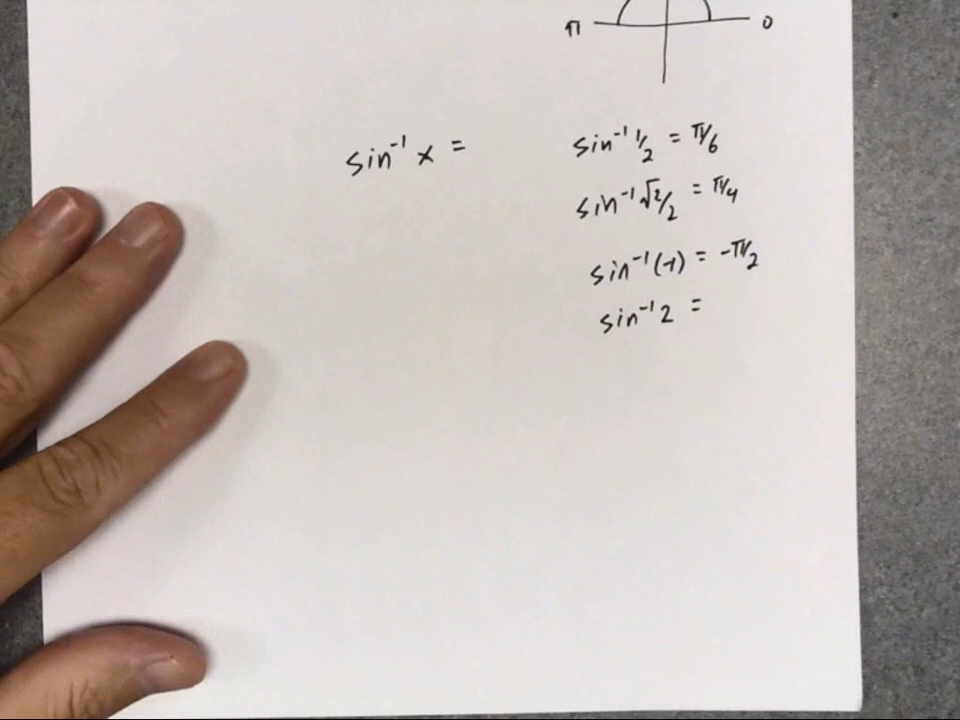 π 0
sin⁻¹ x =
sin⁻¹ 1/2 = π/6
sin⁻¹ √2/2 = π/4
sin⁻¹(-1) = -π/2
sin⁻¹ 2 =